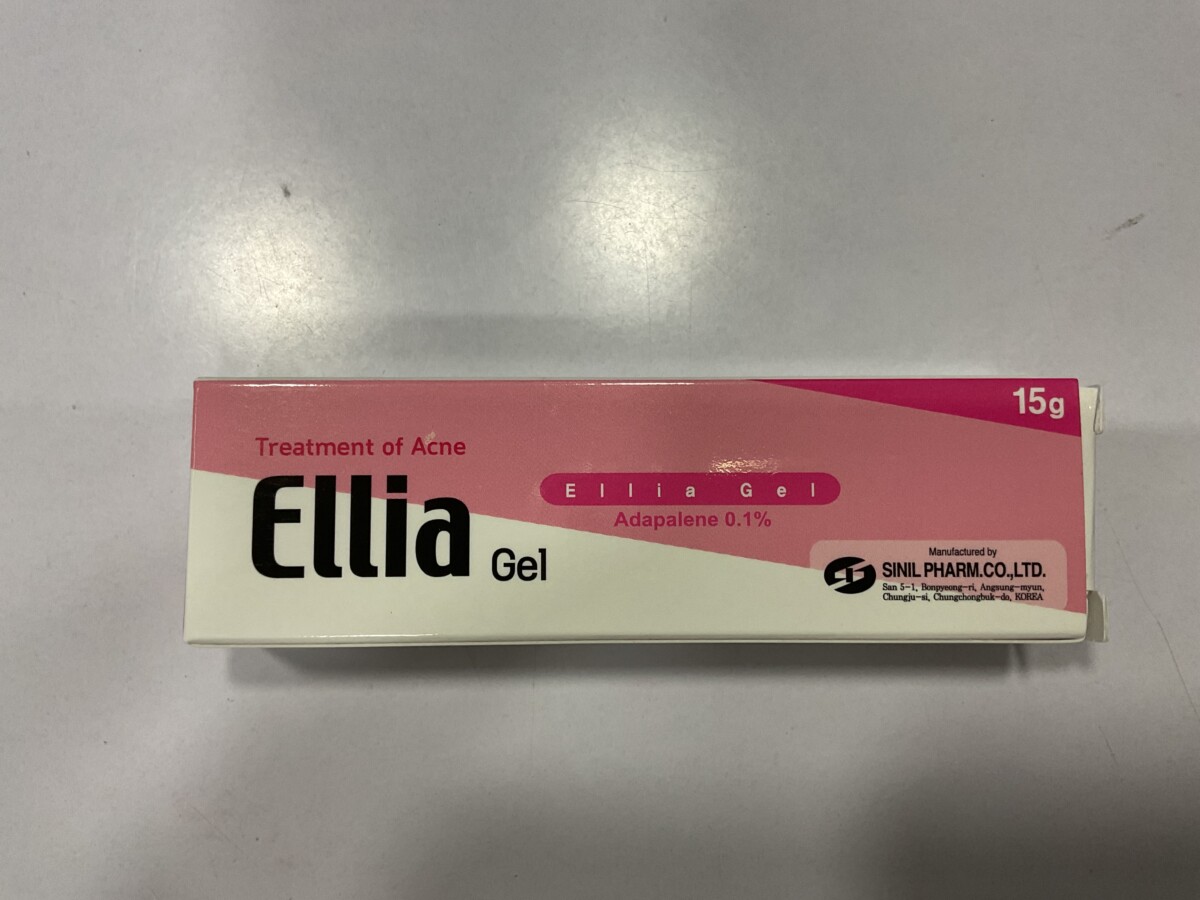 15g
Treatment of Acne
Ellia Gel
Ellia Gel
Adapalene 0.1%
Manufactured by
SINIL PHARM.CO.,LTD.
San 5-1, Bonpyeong-ri, Angsung-myun,
Chungju-si, Chungchongbuk-do, KOREA